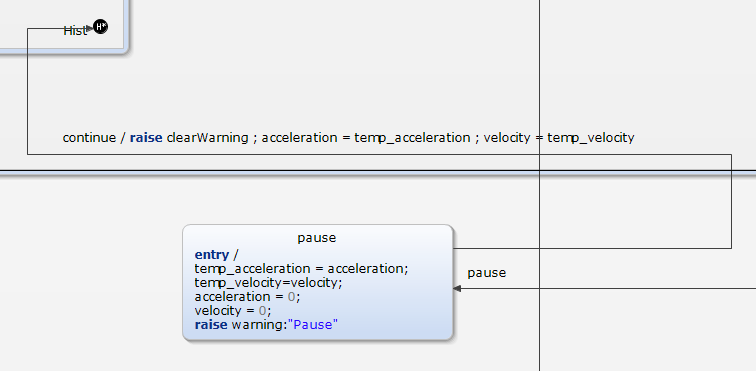 Hist H*
continue / raise clearWarning ; acceleration = temp_acceleration ; velocity = temp_velocity
pause
entry /
temp_acceleration = acceleration;
temp_velocity=velocity;
acceleration = 0;
velocity = 0;
raise warning:"Pause"
pause